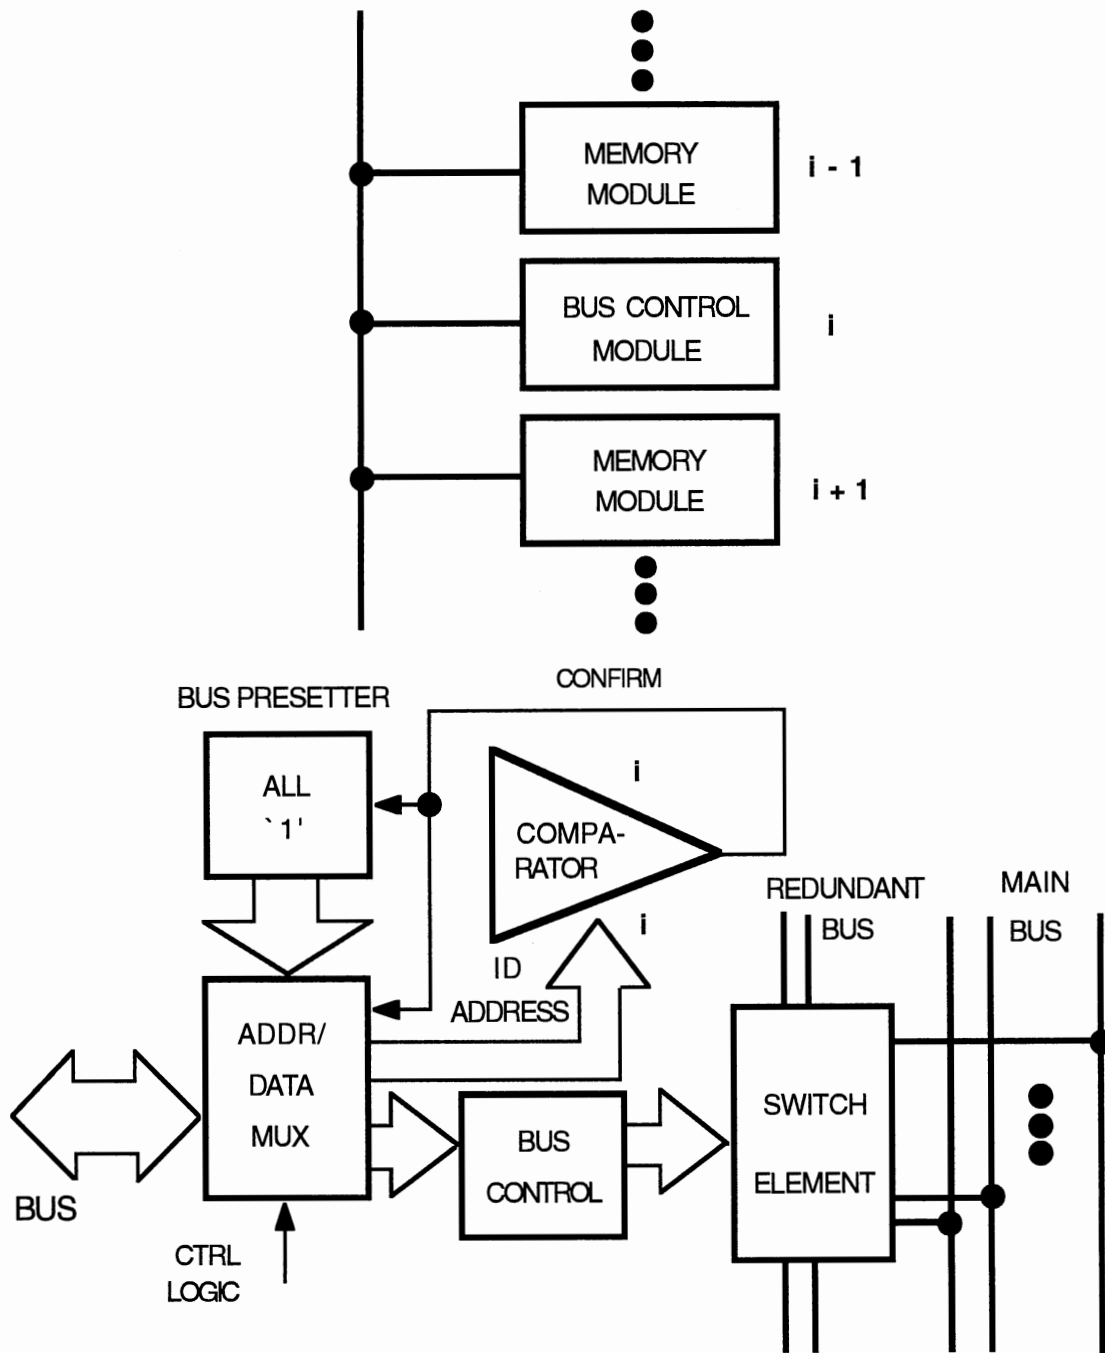 MEMORY
MODULE
i - 1
BUS CONTROL
MODULE
i
MEMORY
MODULE
i + 1
CONFIRM
BUS PRESETTER
ALL
`1'
i
COMPA-
RATOR
i
ID
ADDRESS
REDUNDANT
BUS
MAIN
BUS
ADDR/
DATA
MUX
BUS
CONTROL
SWITCH
ELEMENT
BUS
CTRL
LOGIC